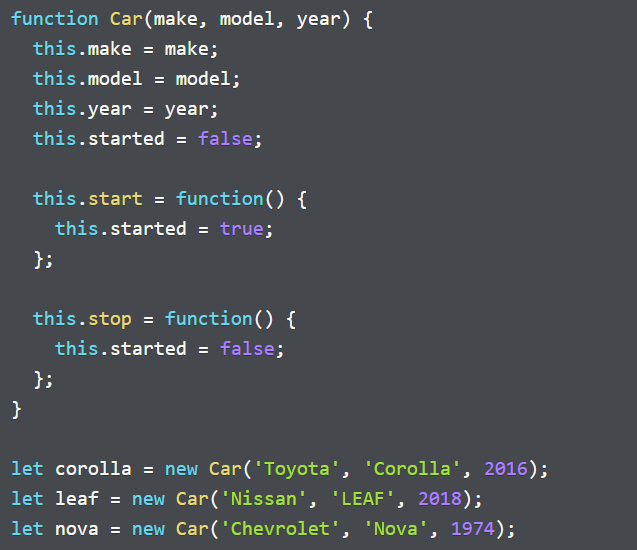 function Car(make, model, year) {
  this.make = make;
  this.model = model;
  this.year = year;
  this.started = false;

  this.start = function() {
    this.started = true;
  };

  this.stop = function() {
    this.started = false;
  };
}

let corolla = new Car('Toyota', 'Corolla', 2016);
let leaf = new Car('Nissan', 'LEAF', 2018);
let nova = new Car('Chevrolet', 'Nova', 1974);